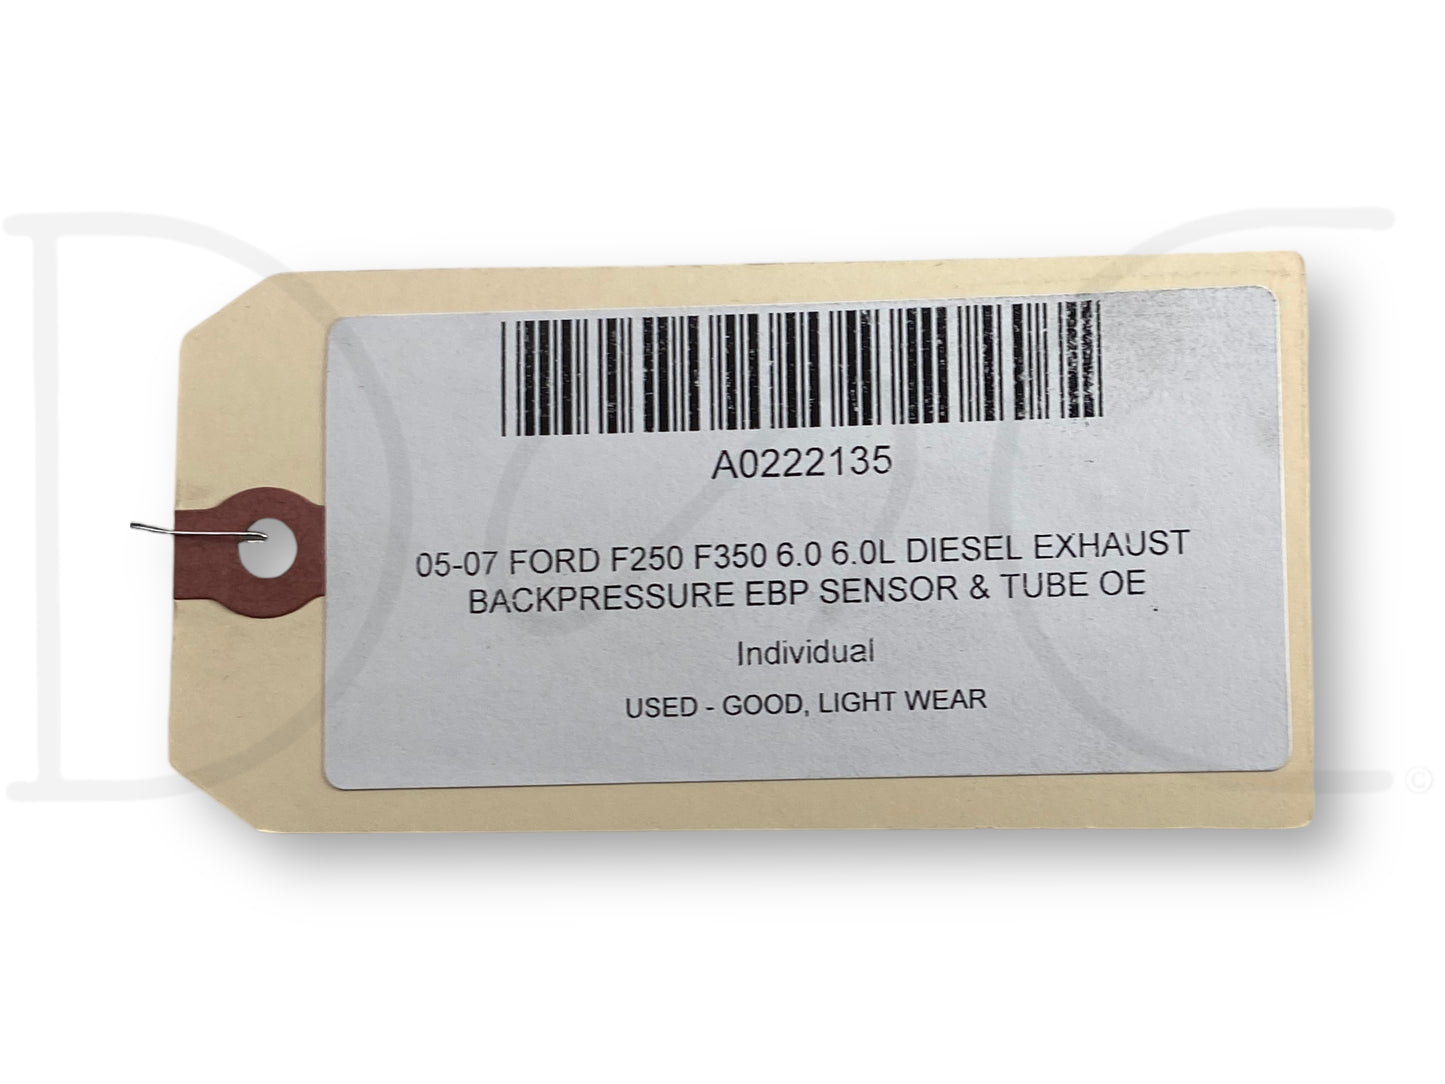 A0222135
05-07 FORD F250 F350 6.0 6.0L DIESEL EXHAUST
BACKPRESSURE EBP SENSOR & TUBE OE
Individual
USED - GOOD, LIGHT WEAR
©